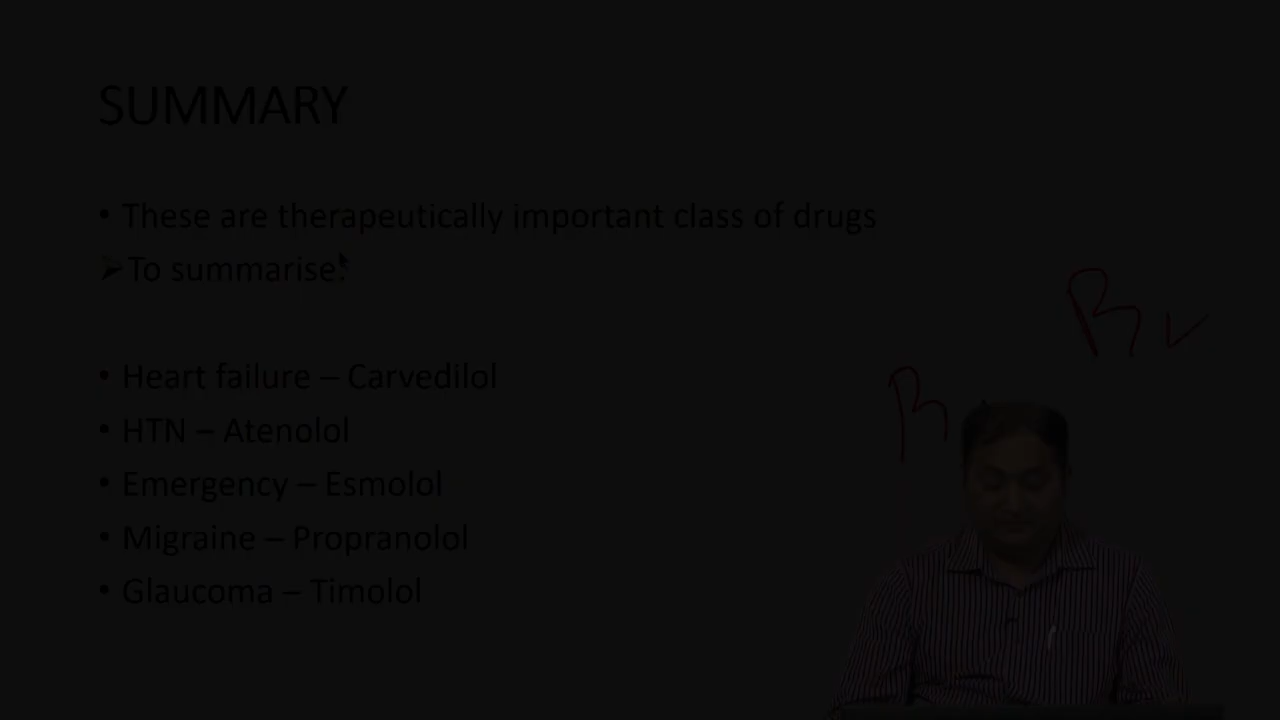 SUMMARY
• These are therapeutically important class of drugs
➤ To summarise:
• Heart failure – Carvedilol
• HTN – Atenolol
• Emergency – Esmolol
• Migraine – Propranolol
• Glaucoma – Timolol